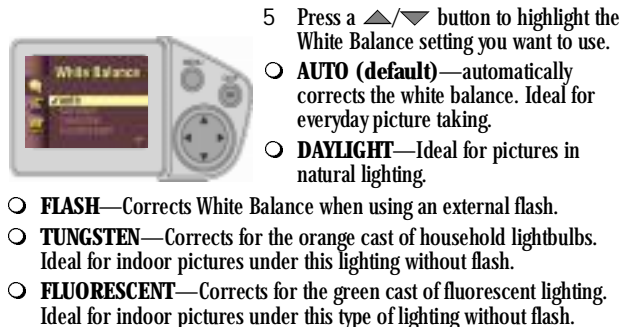 5 Press a ▲/▼ button to highlight the
White Balance setting you want to use.
White Balance
❍ AUTO (default)—automatically
corrects the white balance. Ideal for
everyday picture taking.
❍ DAYLIGHT—Ideal for pictures in
natural lighting.
❍ FLASH—Corrects White Balance when using an external flash.
❍ TUNGSTEN—Corrects for the orange cast of household lightbulbs.
Ideal for indoor pictures under this lighting without flash.
❍ FLUORESCENT—Corrects for the green cast of fluorescent lighting.
Ideal for indoor pictures under this type of lighting without flash.